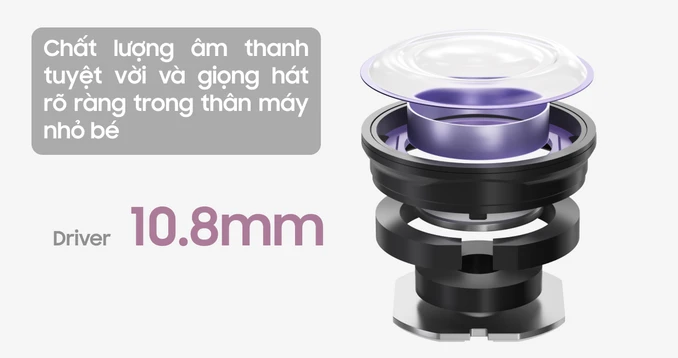 Chất lượng âm thanh
tuyệt vời và giọng hát
rõ ràng trong thân máy
nhỏ bé
Driver 10.8mm